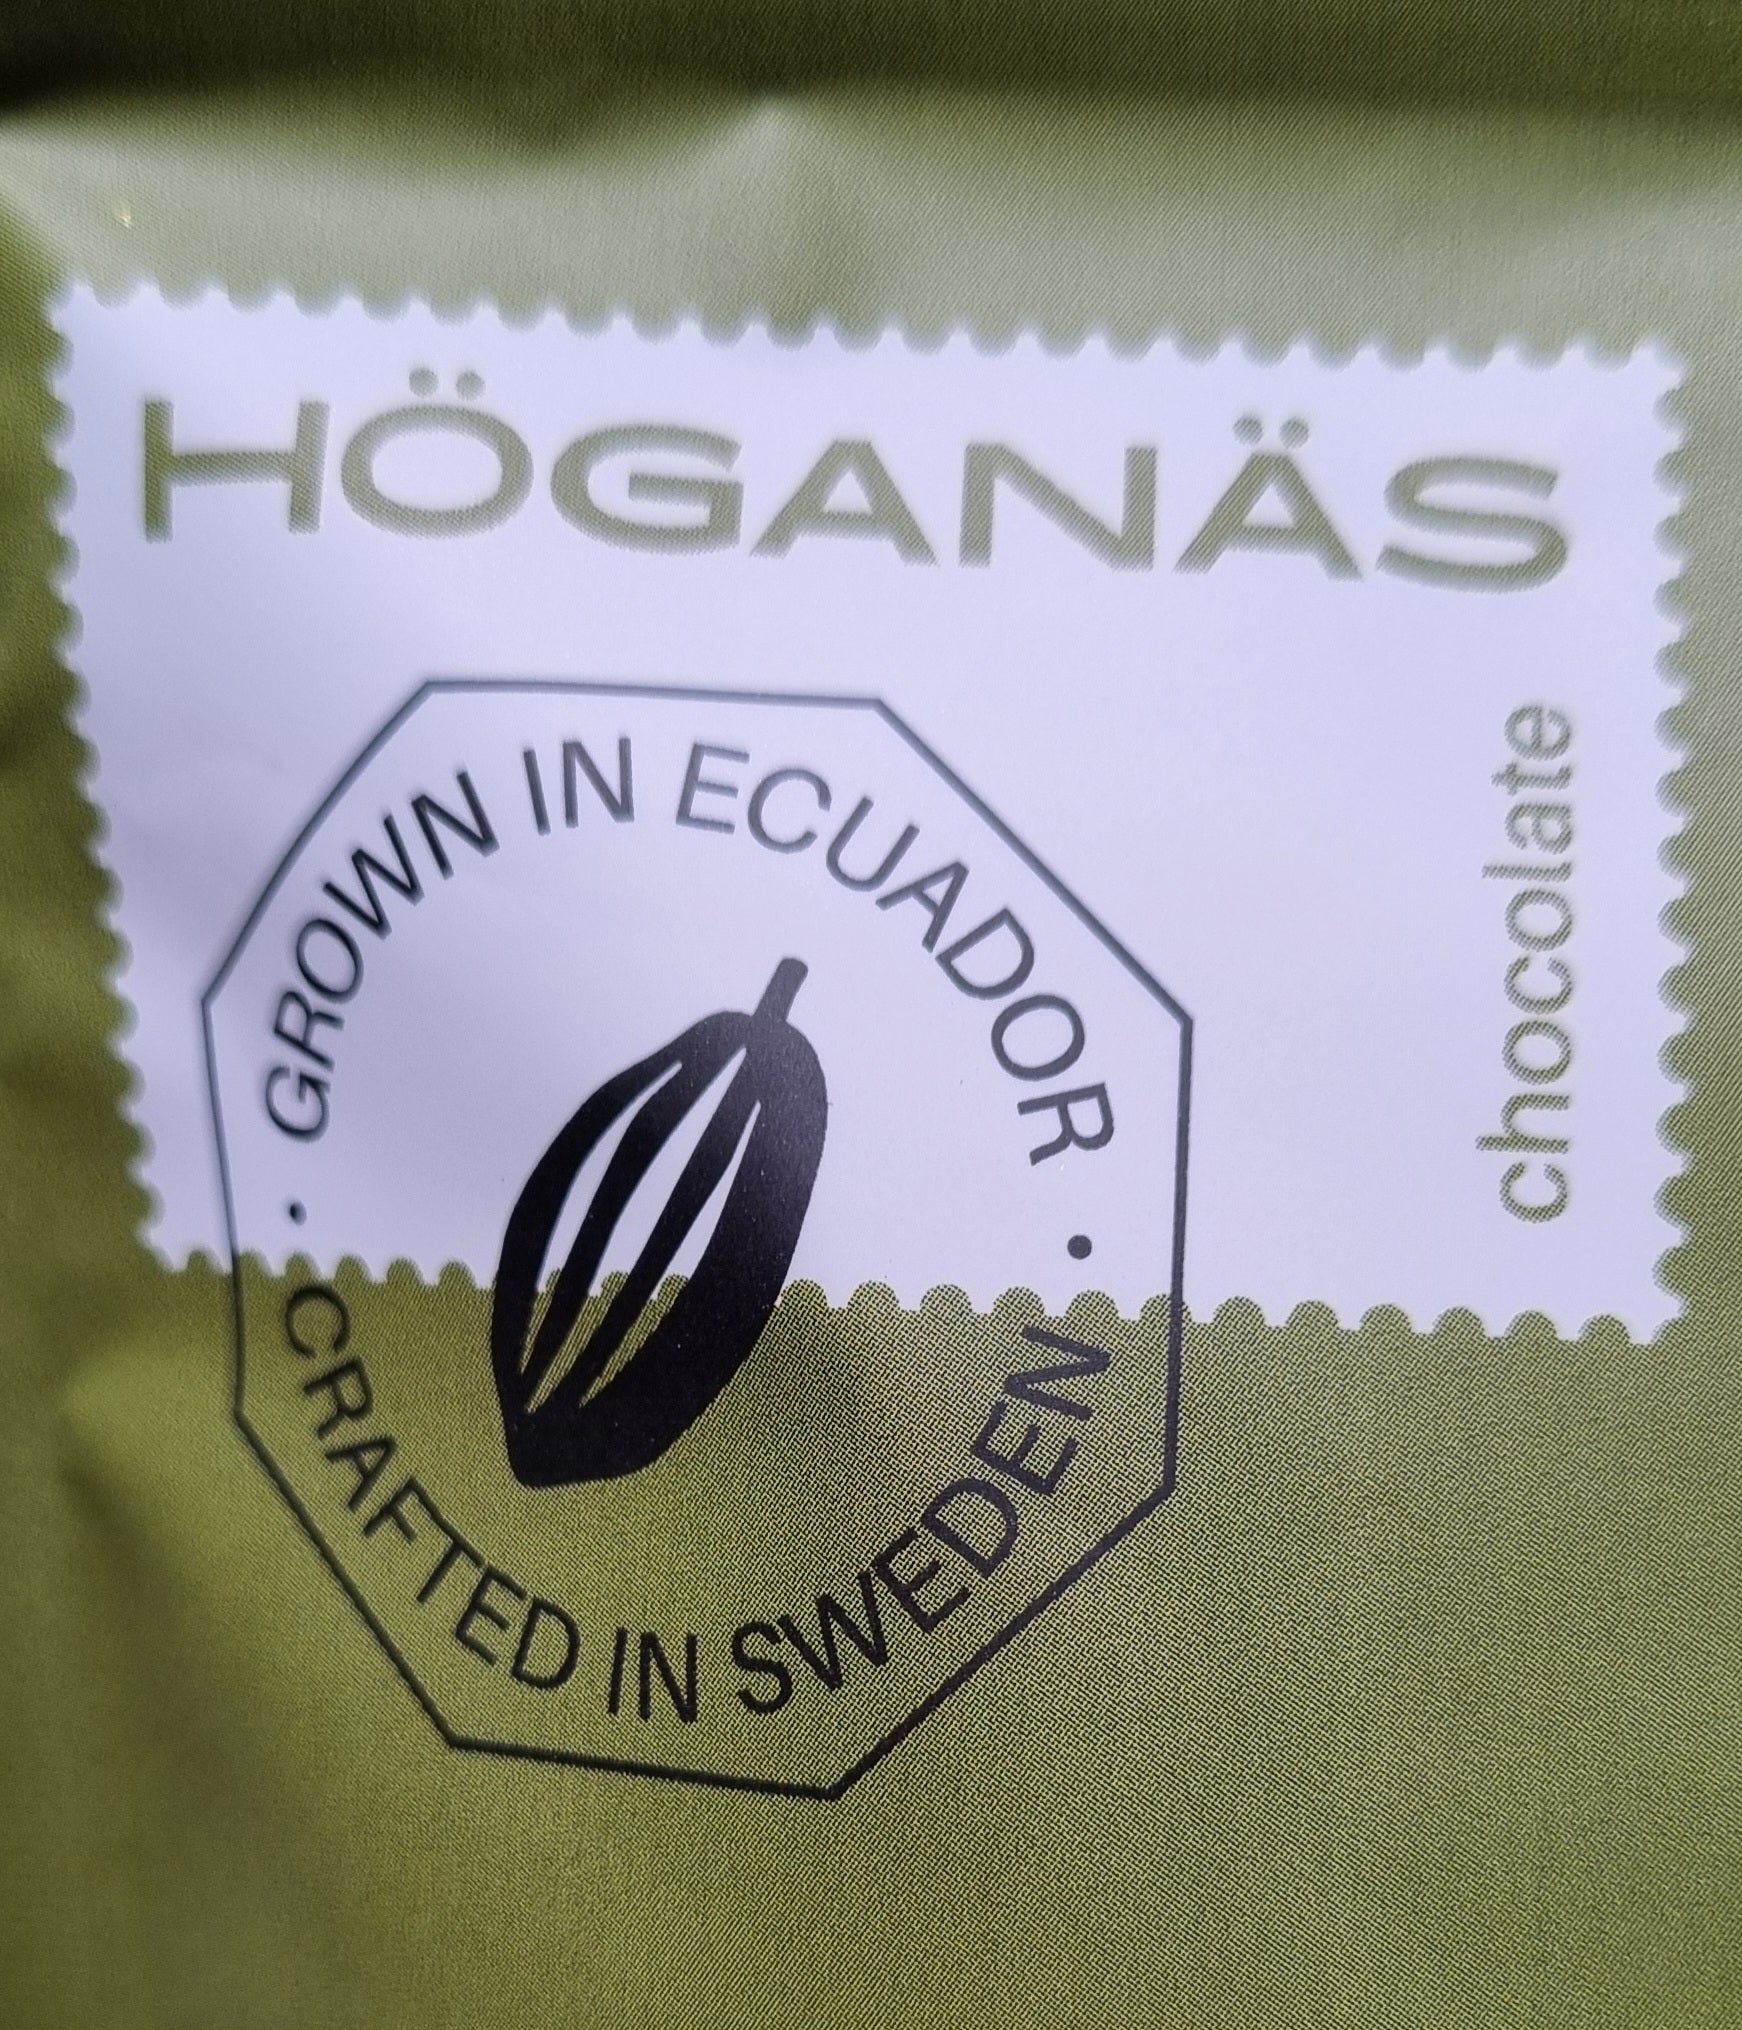 HÖGANÄS
chocolate
• GROWN IN ECUADOR •
CRAFTED IN SWEDEN